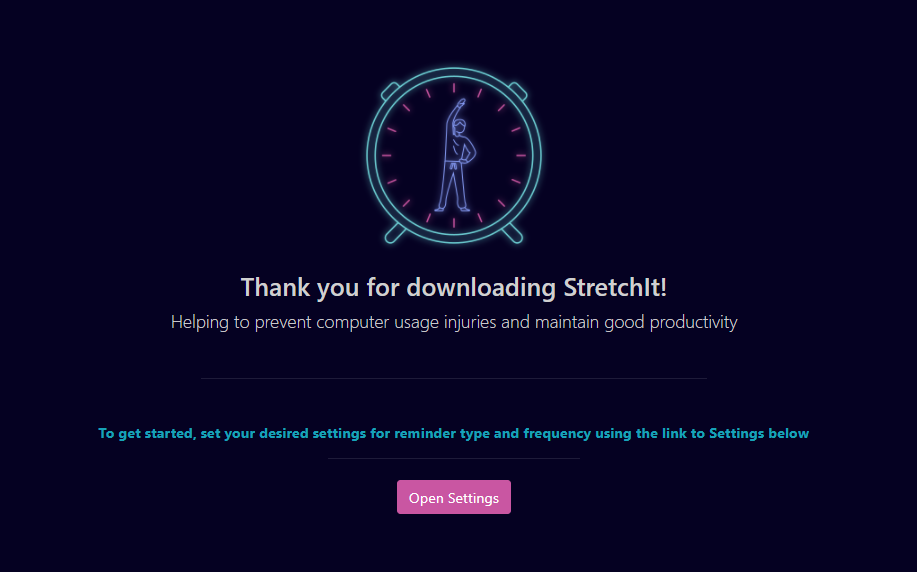 Thank you for downloading StretchIt!
Helping to prevent computer usage injuries and maintain good productivity
To get started, set your desired settings for reminder type and frequency using the link to Settings below
Open Settings